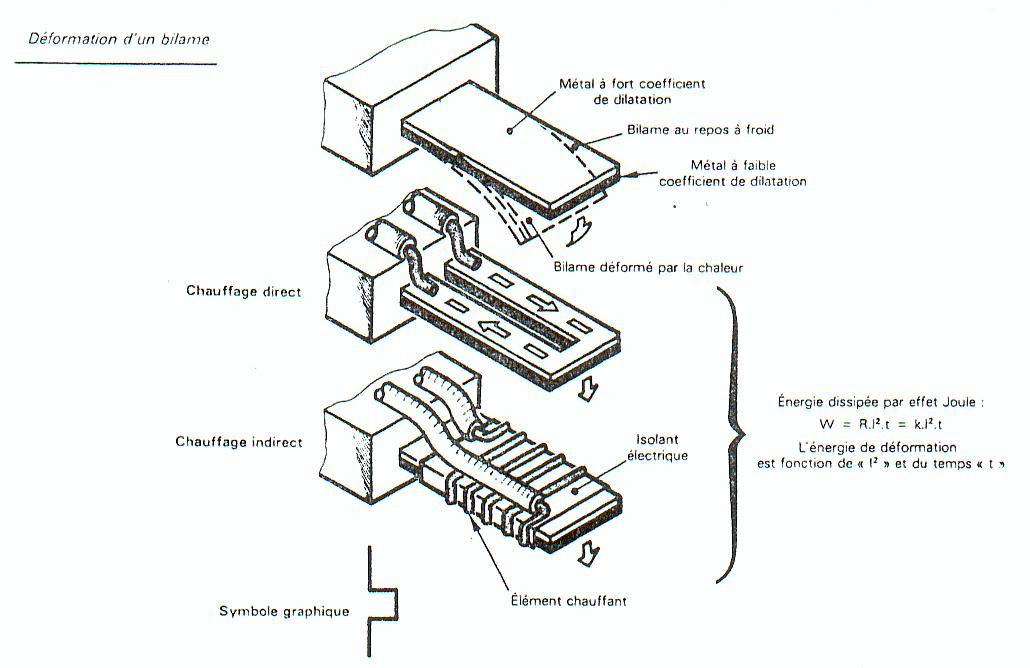 Déformation d'un bilame
Métal à fort coefficient
de dilatation
Bilame au repos à froid
Métal à faible
coefficient de dilatation
Bilame déformé par la chaleur
Chauffage direct
Chauffage indirect
Isolant
électrique
Énergie dissipée par effet Joule :
W = R.I².t = k.I².t
L'énergie de déformation
est fonction de « I² » et du temps « t »
Élément chauffant
Symbole graphique